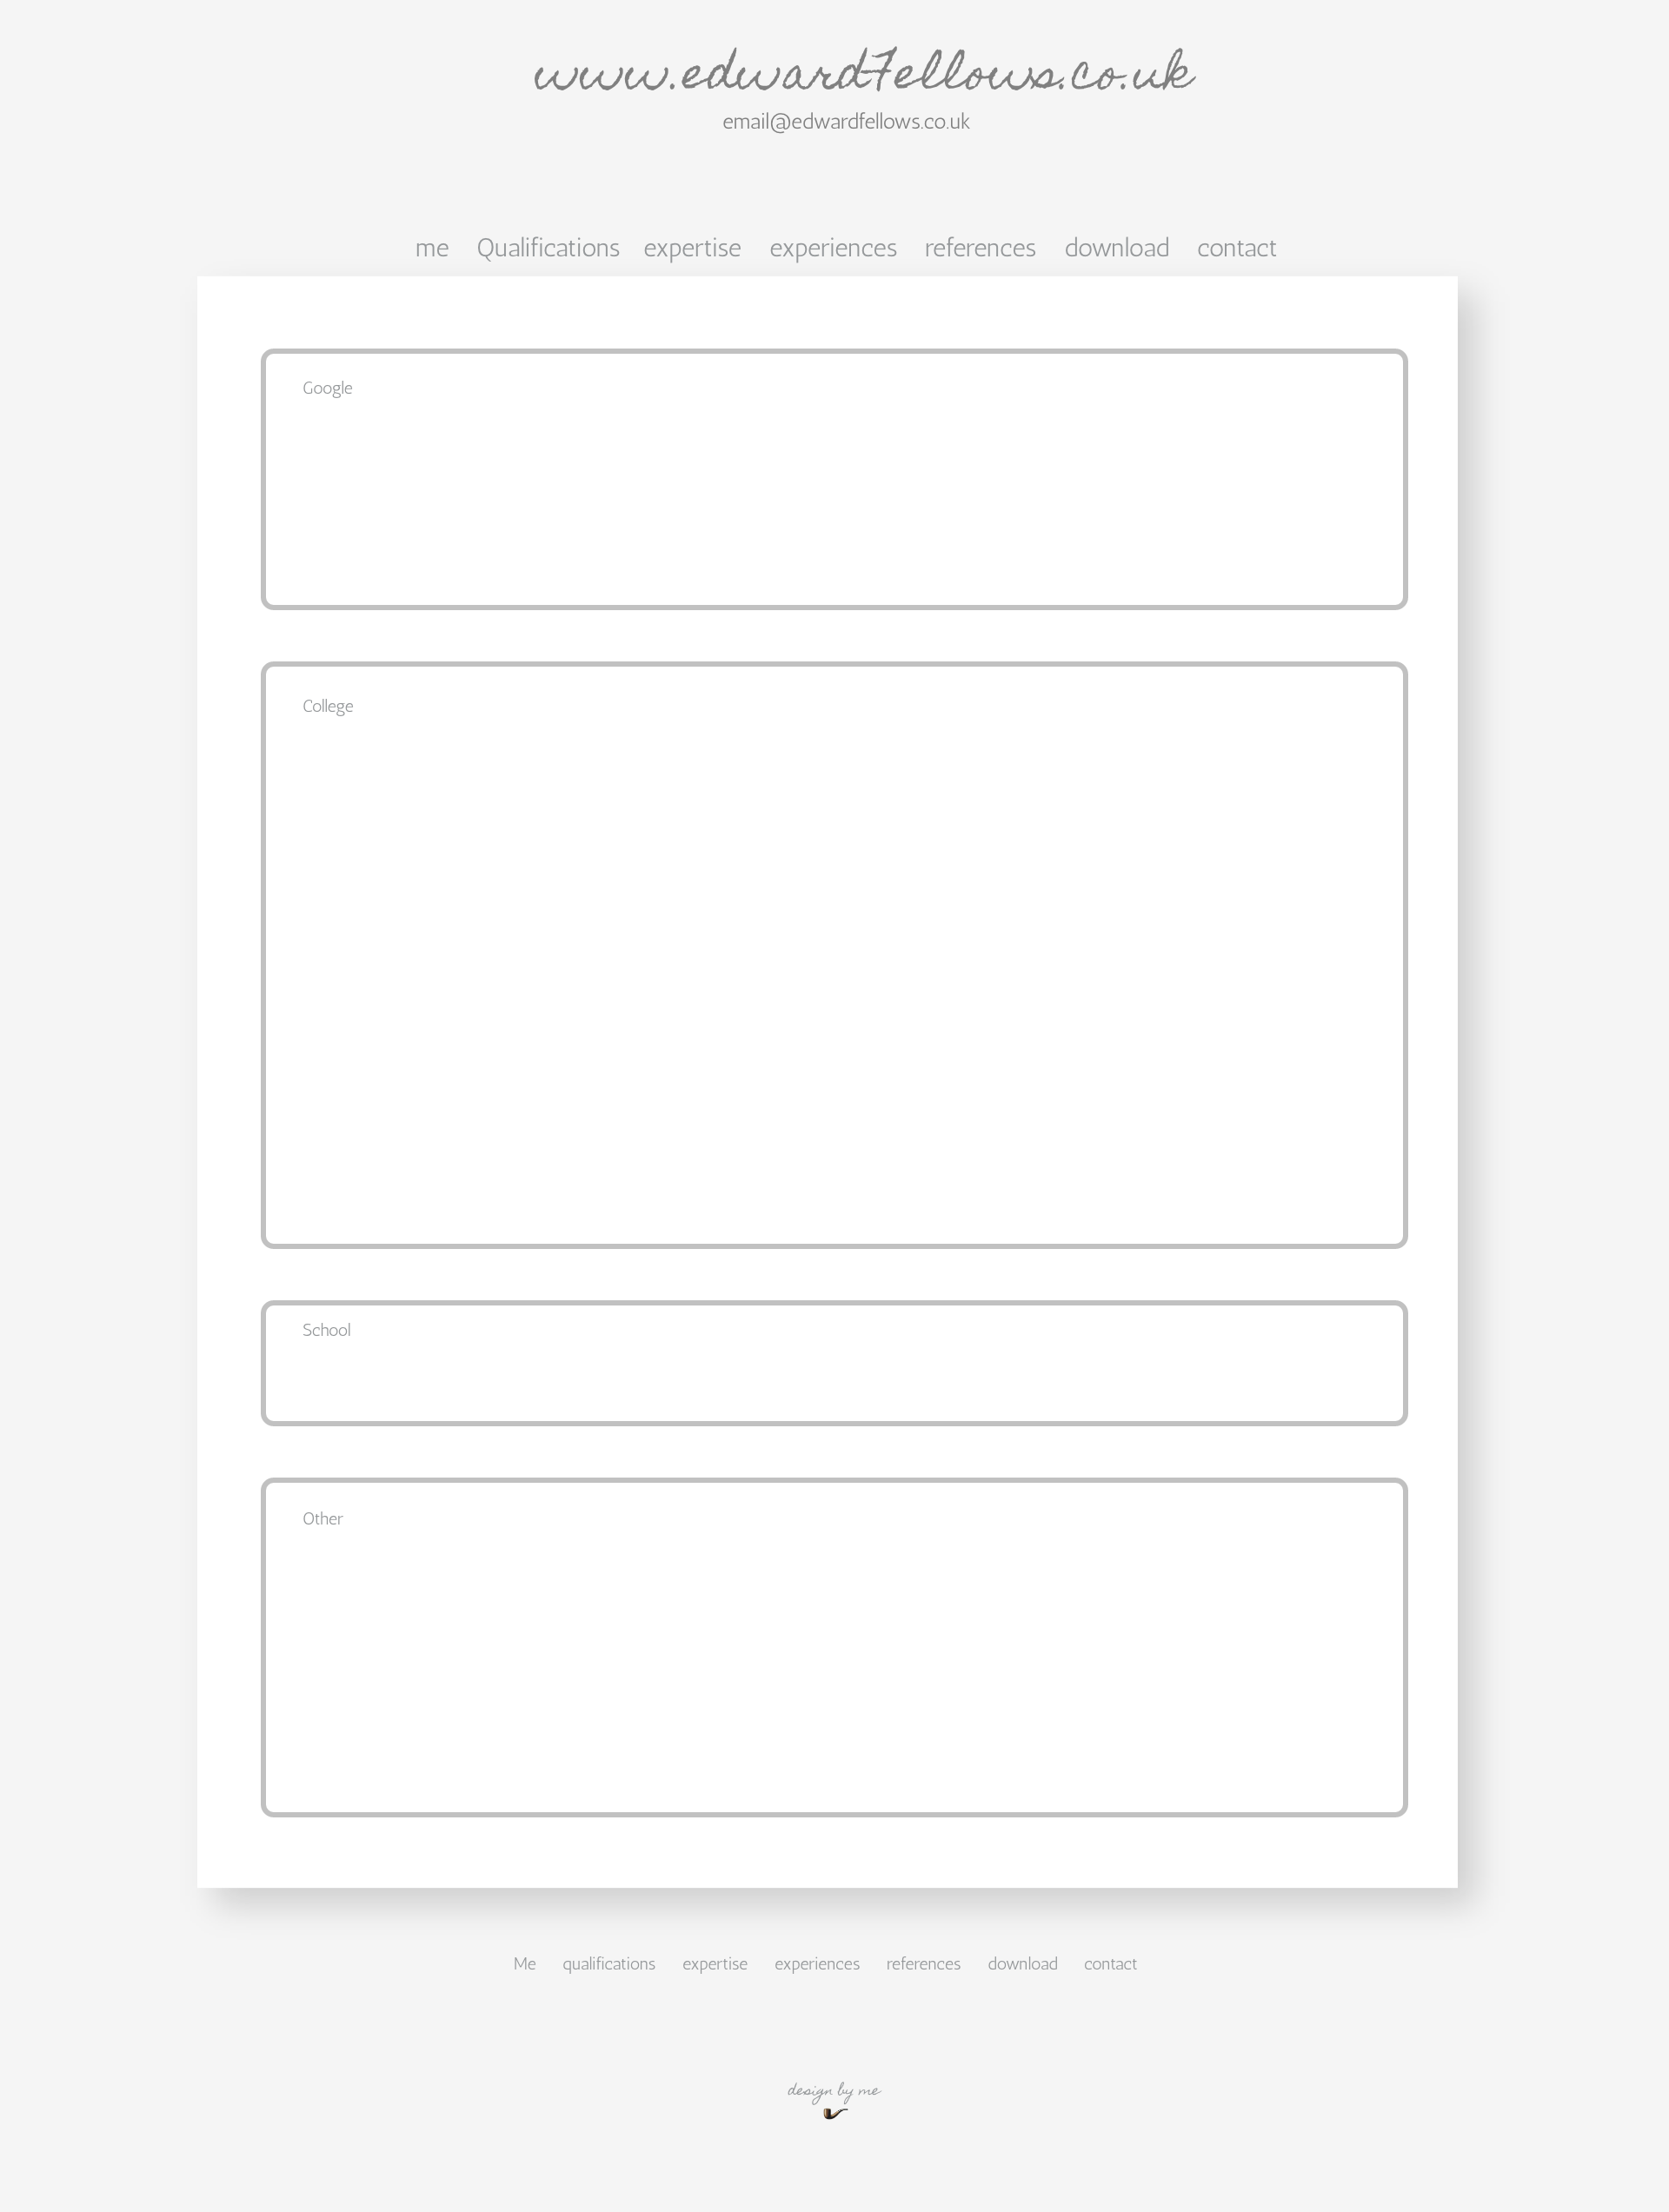 www.edwardFellows.co.uk
email@edwardfellows.co.uk
me Qualifications expertise experiences references download contact
Google
College
School
Other
Me qualifications expertise experiences references download contact
design by me